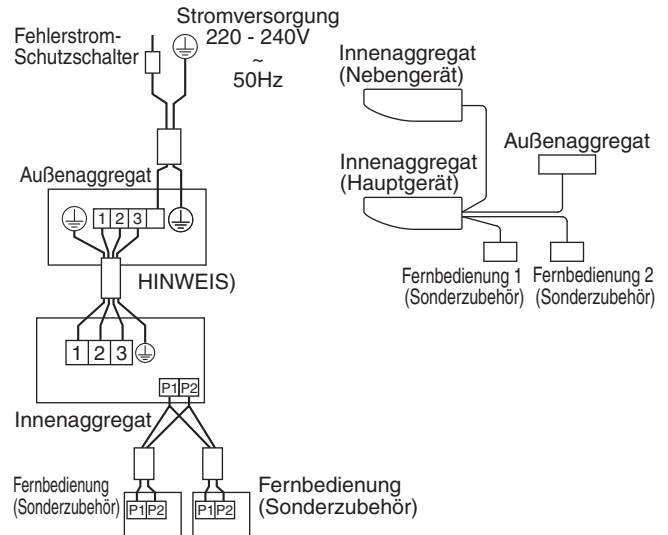 Stromversorgung
220 - 240V
~
50Hz
Fehlerstrom-
Schutzschalter
Außenaggregat
1 2 3
HINWEIS)
1 2 3
P1 P2
Innenaggregat
Fernbedienung
(Sonderzubehör)
P1 P2
P1 P2
Fernbedienung
(Sonderzubehör)
Innenaggregat
(Nebengerät)
Innenaggregat
(Hauptgerät)
Außenaggregat
Fernbedienung 1
(Sonderzubehör)
Fernbedienung 2
(Sonderzubehör)